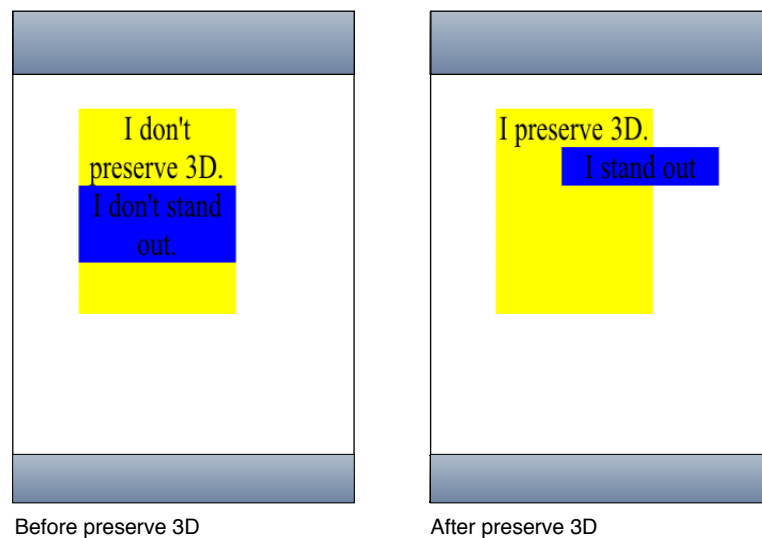 I don't
preserve 3D.
I don't stand
out.
Before preserve 3D
I preserve 3D.
I stand out
After preserve 3D